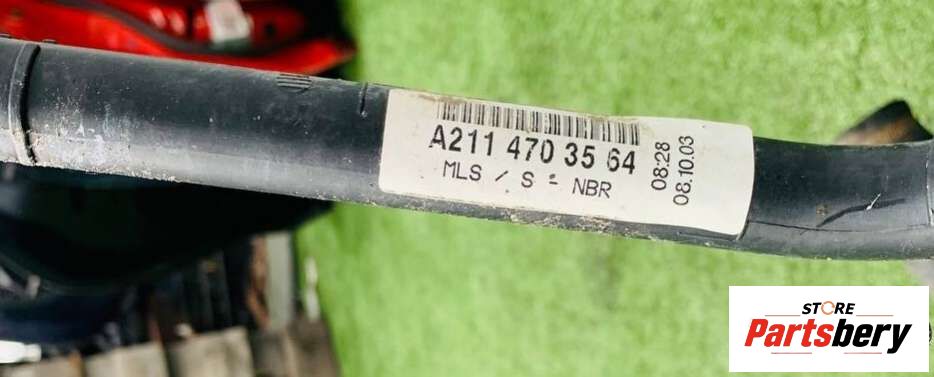 A211 470 35 64
MLS / S - NBR
08:28
08.10.03
STORE
Partsbery